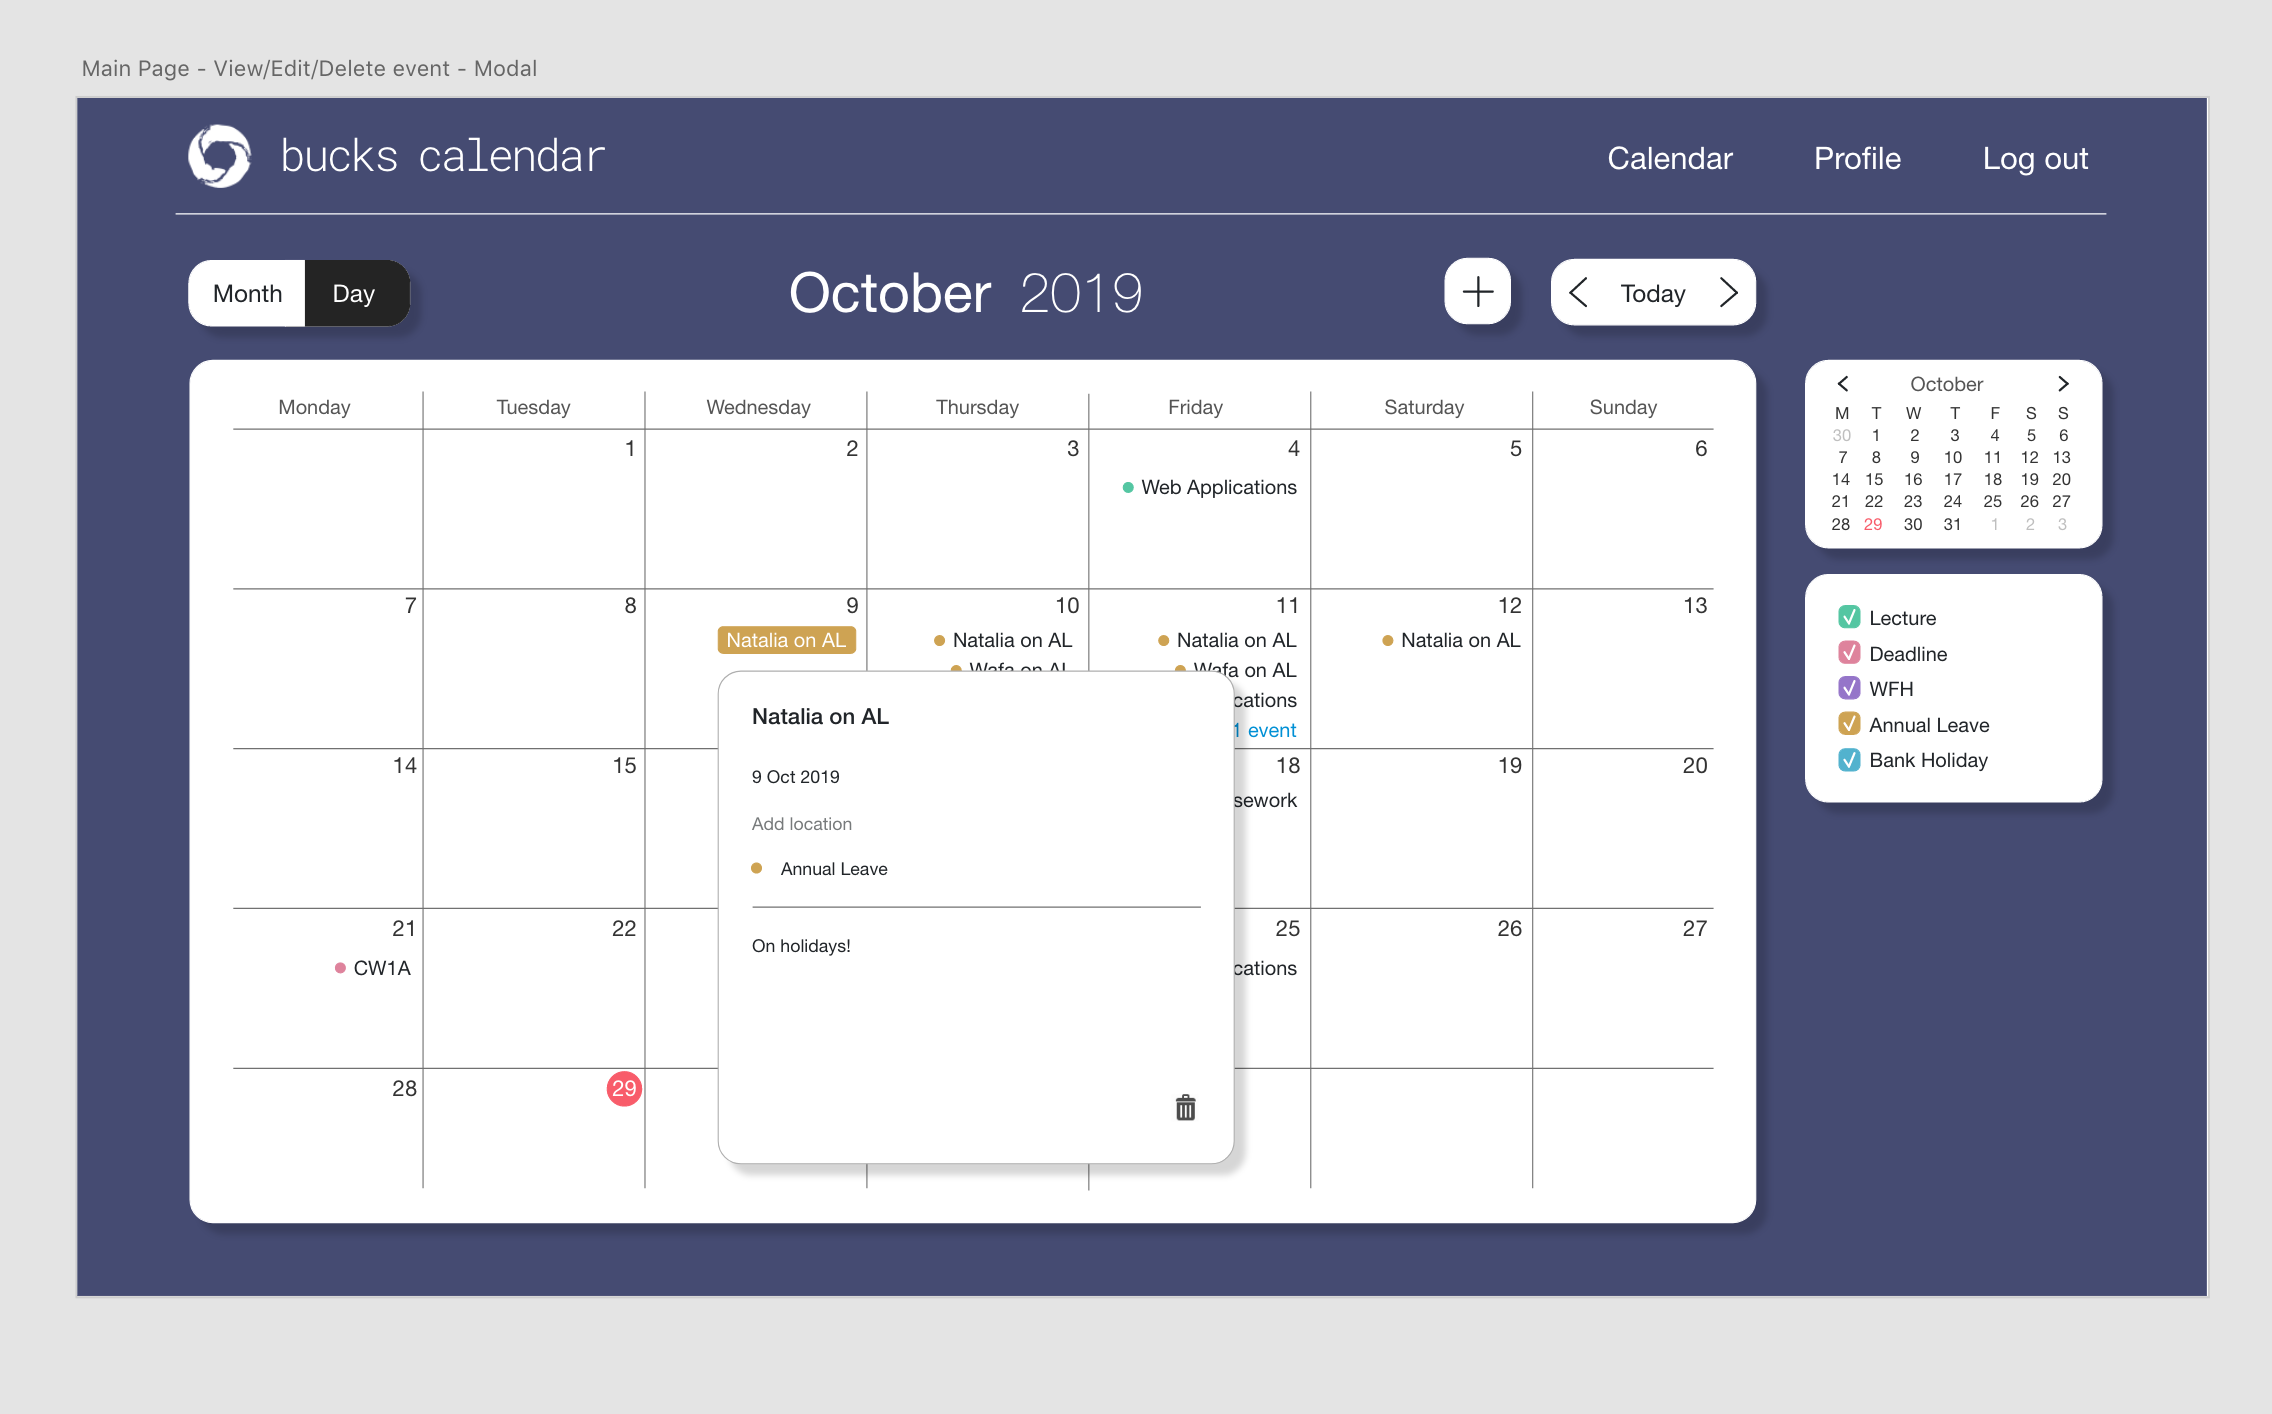 Main Page - View/Edit/Delete event - Modal
bucks calendar
Calendar Profile Log out
Month Day
October 2019
Today
Monday Tuesday Wednesday Thursday Friday Saturday Sunday
1 2 3 4 5 6
Web Applications
7 8 9 10 11 12 13
Natalia on AL Natalia on AL Natalia on AL Natalia on AL
Wafa on AL Wafa on AL
cations
1 event
14 15 18 19 20
sework
21 22 25 26 27
CW1A cations
28 29
Natalia on AL
9 Oct 2019
Add location
Annual Leave
On holidays!
October
M T W T F S S
30 1 2 3 4 5 6
7 8 9 10 11 12 13
14 15 16 17 18 19 20
21 22 23 24 25 26 27
28 29 30 31 1 2 3
Lecture
Deadline
WFH
Annual Leave
Bank Holiday